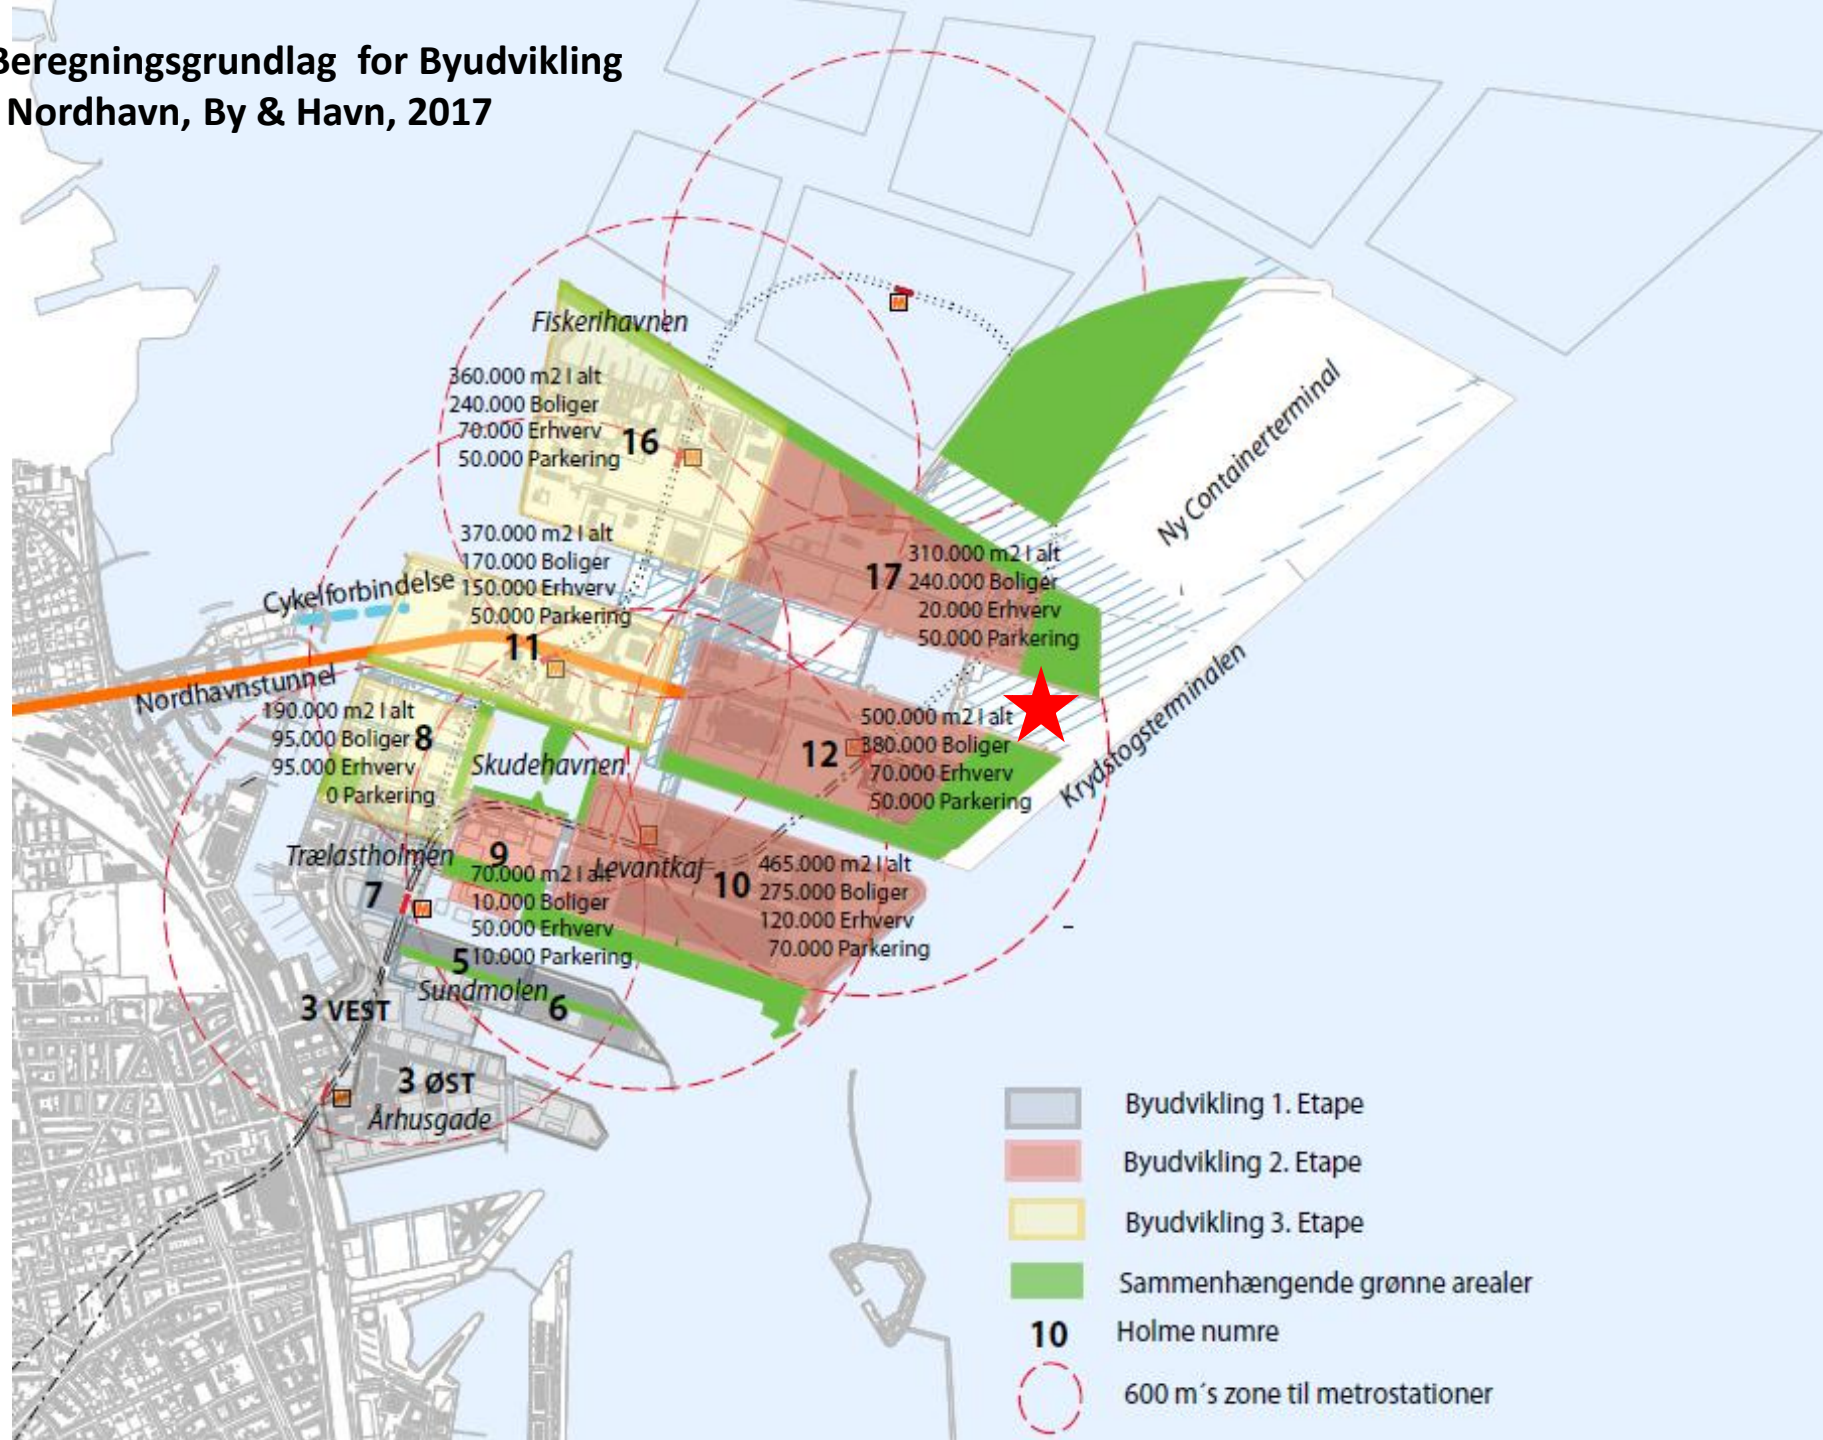 Beregningsgrundlag for Byudvikling
Nordhavn, By & Havn, 2017
M
Fiskerihavnen
360.000 m2 I alt
240.000 Boliger
70.000 Erhverv
50.000 Parkering
16
370.000 m2 I alt
170.000 Boliger
150.000 Erhverv
50.000 Parkering
11
Cykelforbindelse
Nordhavnstunnel
Ny Containerterminal
17
310.000 m2 I alt
240.000 Boliger
20.000 Erhverv
50.000 Parkering
190.000 m2 I alt
95.000 Boliger
95.000 Erhverv
0 Parkering
8
Skudehavnen
12
500.000 m2 I alt
380.000 Boliger
70.000 Erhverv
50.000 Parkering
Krydstogsterminalen
Trælastholmen
7
M
9
70.000 m2 I alt
10.000 Boliger
50.000 Erhverv
10.000 Parkering
Levantkaj
10
465.000 m2 I alt
275.000 Boliger
120.000 Erhverv
70.000 Parkering
5
Sundmolen
6
3 VEST
3 ØST
Århusgade
Byudvikling 1. Etape
Byudvikling 2. Etape
Byudvikling 3. Etape
Sammenhængende grønne arealer
10 Holme numre
600 m´s zone til metrostationer